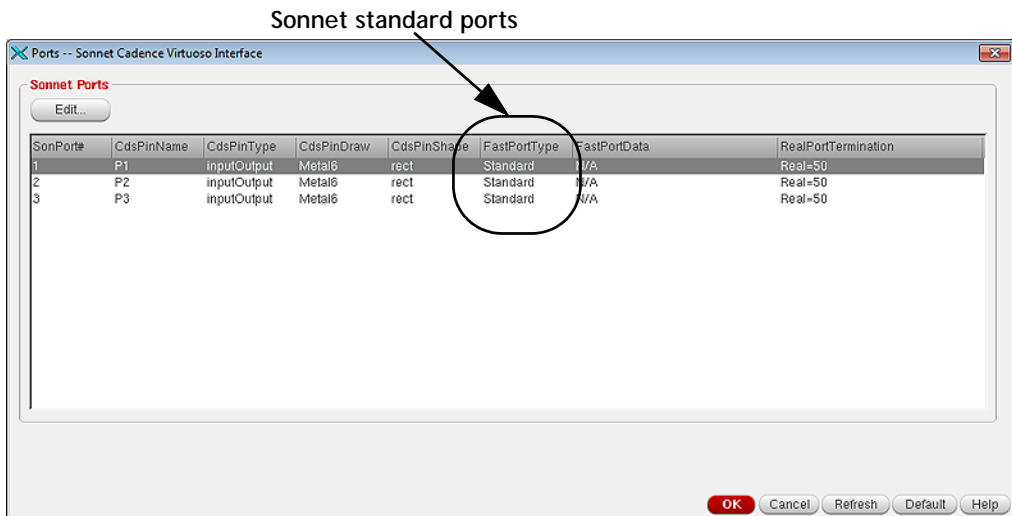 Sonnet standard ports
Ports -- Sonnet Cadence Virtuoso Interface
Sonnet Ports
Edit...
SonPort# CdsPinName CdsPinType CdsPinDraw CdsPinShape FastPortType FastPortData RealPortTermination
1 P1 inputOutput Metal6 rect Standard N/A Real=50
2 P2 inputOutput Metal6 rect Standard N/A Real=50
3 P3 inputOutput Metal6 rect Standard N/A Real=50
OK Cancel Refresh Default Help